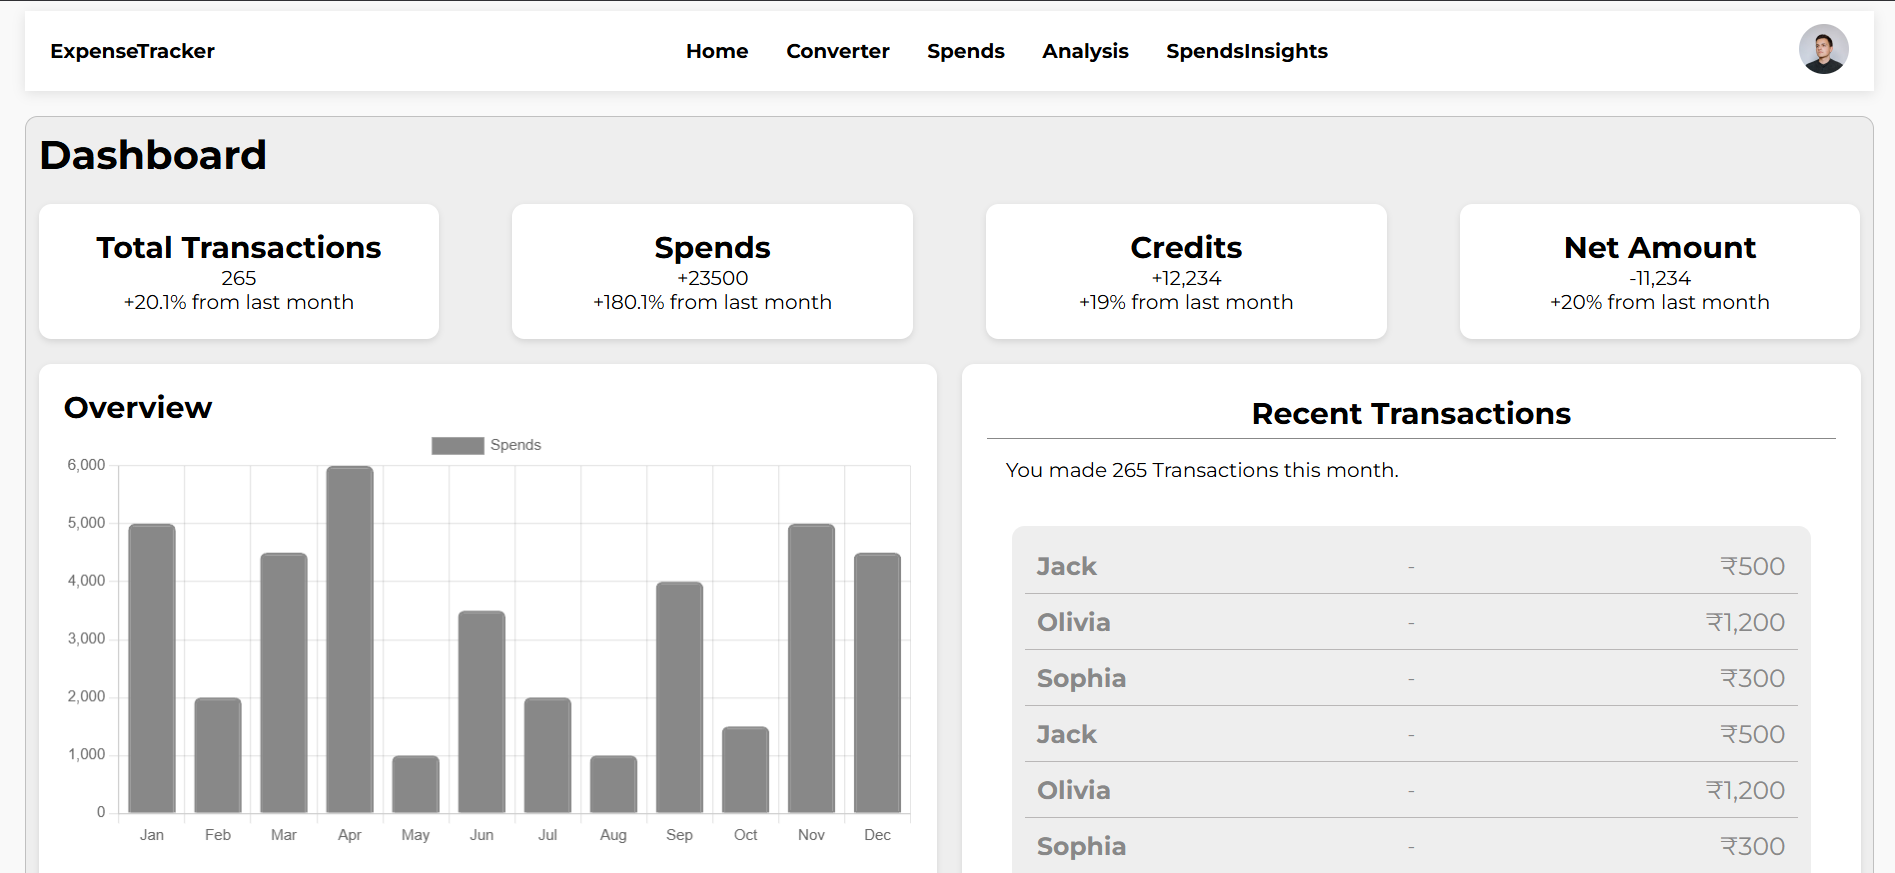 ExpenseTracker
Home Converter Spends Analysis SpendsInsights
Dashboard
Total Transactions
265
+20.1% from last month
Spends
+23500
+180.1% from last month
Credits
+12,234
+19% from last month
Net Amount
-11,234
+20% from last month
Overview
Spends
6,000
5,000
4,000
3,000
2,000
1,000
0
Jan Feb Mar Apr May Jun Jul Aug Sep Oct Nov Dec
Recent Transactions
You made 265 Transactions this month.
Jack - ₹500
Olivia - ₹1,200
Sophia - ₹300
Jack - ₹500
Olivia - ₹1,200
Sophia - ₹300